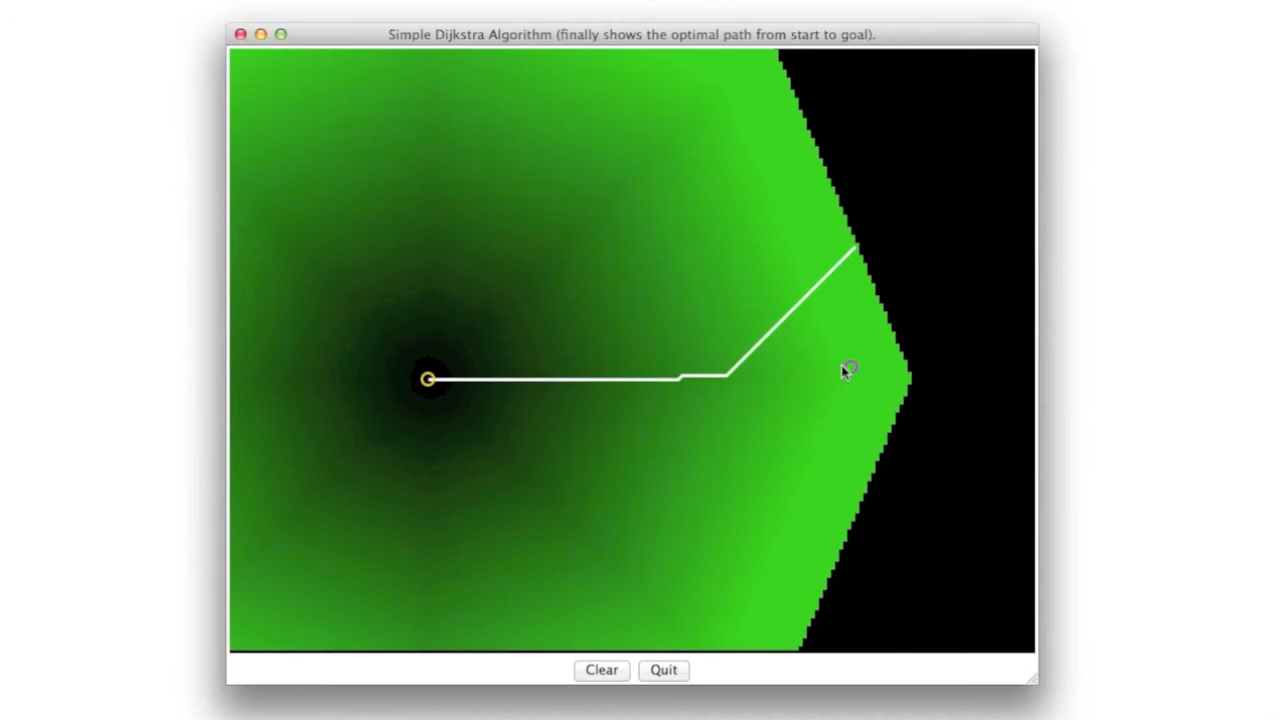 Simple Dijkstra Algorithm (finally shows the optimal path from start to goal).
Clear
Quit